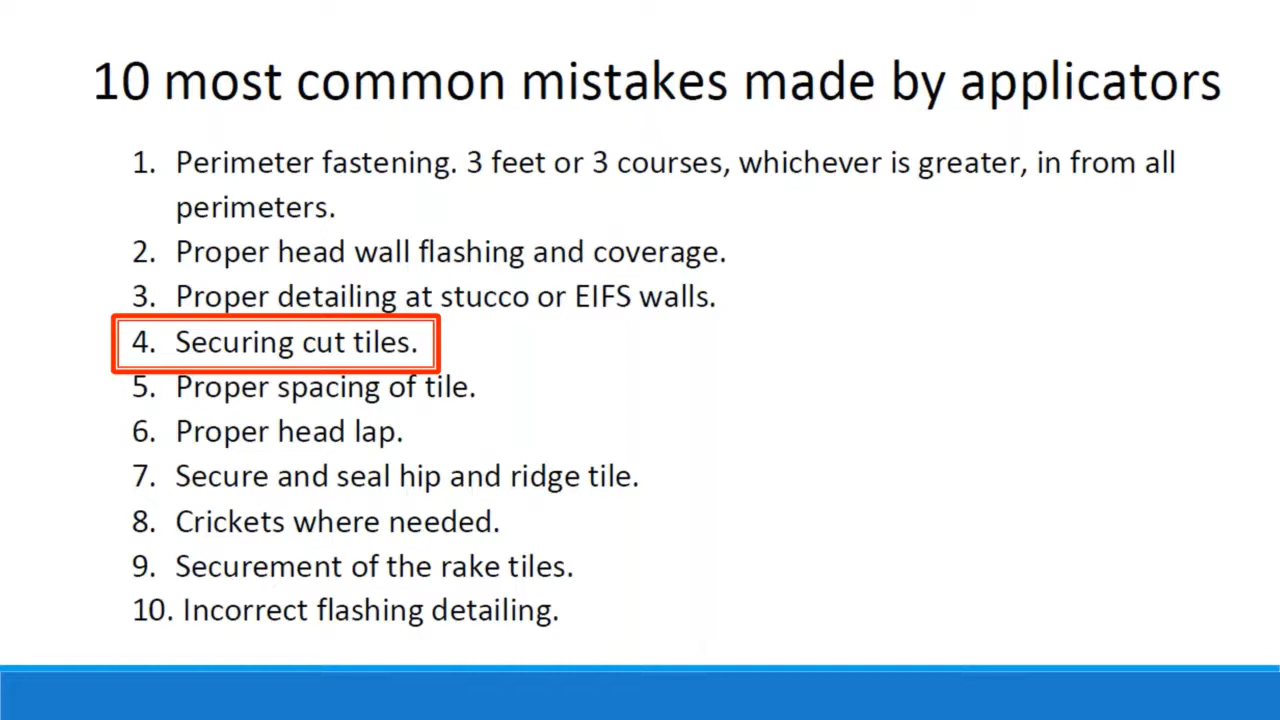 10 most common mistakes made by applicators
1. Perimeter fastening. 3 feet or 3 courses, whichever is greater, in from all
perimeters.
2. Proper head wall flashing and coverage.
3. Proper detailing at stucco or EIFS walls.
4. Securing cut tiles.
5. Proper spacing of tile.
6. Proper head lap.
7. Secure and seal hip and ridge tile.
8. Crickets where needed.
9. Securement of the rake tiles.
10. Incorrect flashing detailing.